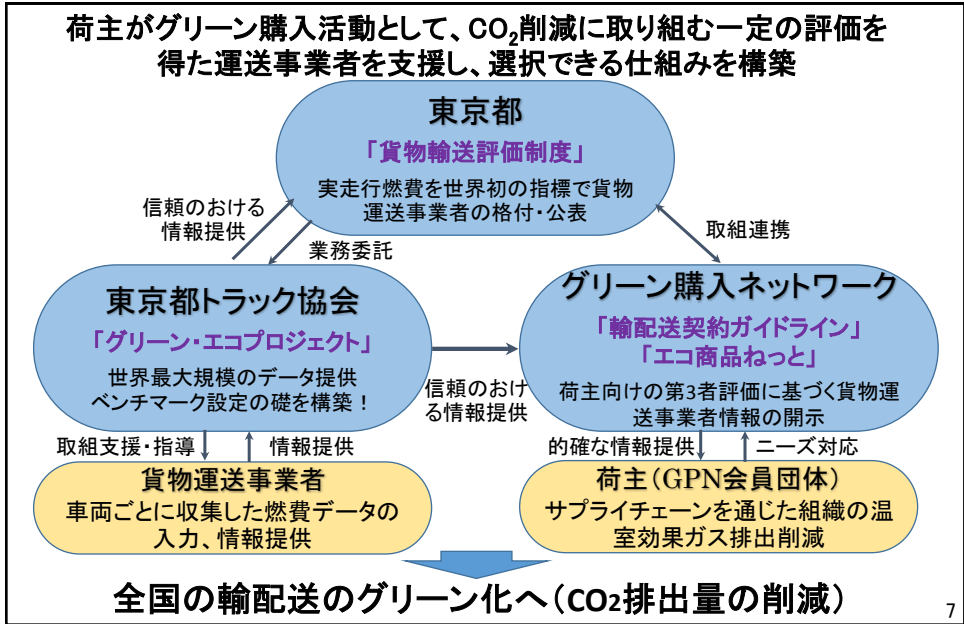 荷主がグリーン購入活動として、CO₂削減に取り組む一定の評価を
得た運送事業者を支援し、選択できる仕組みを構築
東京都
「貨物輸送評価制度」
実走行燃費を世界初の指標で貨物
運送事業者の格付・公表
信頼のおける
情報提供
業務委託
取組連携
東京都トラック協会
「グリーン・エコプロジェクト」
世界最大規模のデータ提供
ベンチマーク設定の礎を構築！
信頼のおけ
る情報提供
グリーン購入ネットワーク
「輸配送契約ガイドライン」
「エコ商品ねっと」
荷主向けの第3者評価に基づく貨物運
送事業者情報の開示
取組支援・指導
情報提供
的確な情報提供
ニーズ対応
貨物運送事業者
車両ごとに収集した燃費データの
入力、情報提供
荷主（GPN会員団体）
サプライチェーンを通じた組織の温
室効果ガス排出削減
全国の輸配送のグリーン化へ（CO₂排出量の削減）
7